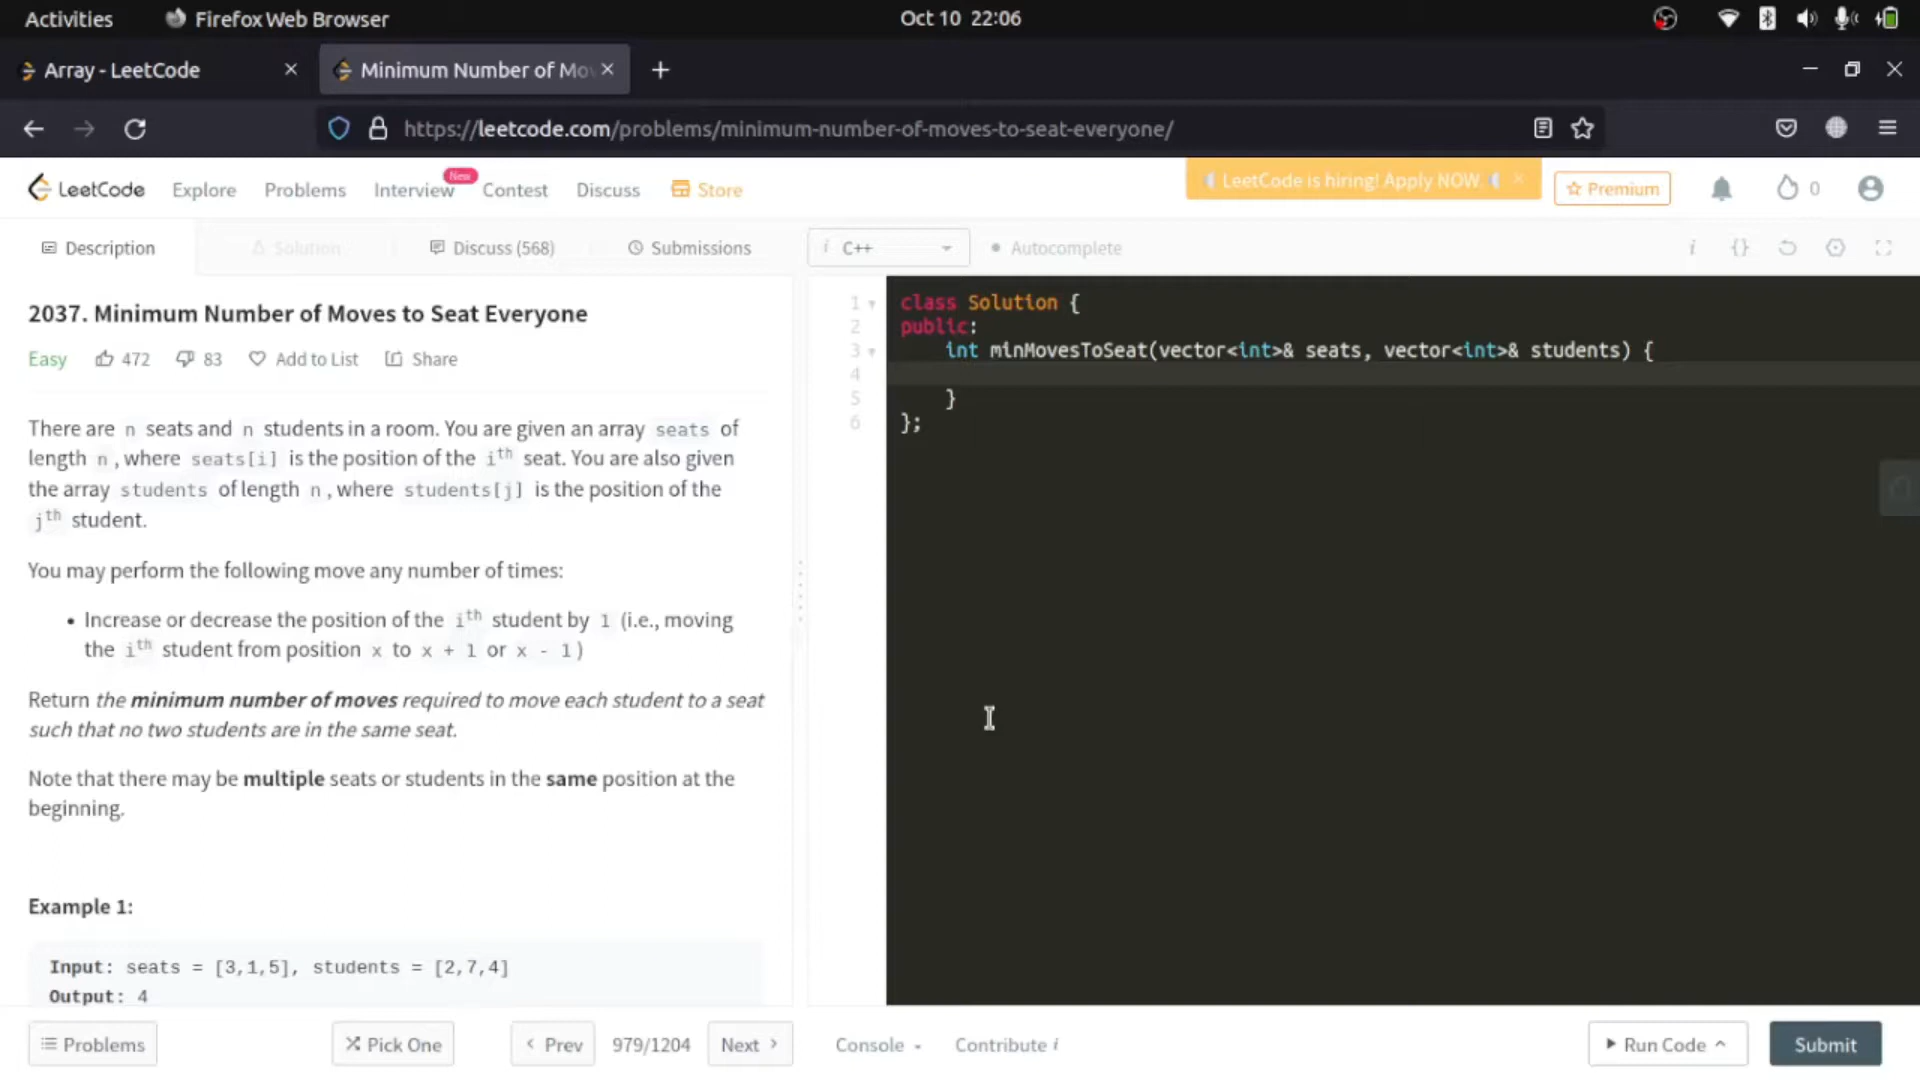 Activities Firefox Web Browser Oct 10 22:06
Array - LeetCode Minimum Number of Mo
https://leetcode.com/problems/minimum-number-of-moves-to-seat-everyone/
LeetCode Explore Problems Interview New Contest Discuss Store LeetCode is hiring! Apply NOW. Premium 0
Description Solution Discuss (568) Submissions i C++ Autocomplete i {}
2037. Minimum Number of Moves to Seat Everyone
Easy 472 83 Add to List Share
There are n seats and n students in a room. You are given an array seats of
length n, where seats[i] is the position of the ith seat. You are also given
the array students of length n, where students[j] is the position of the
jth student.
You may perform the following move any number of times:
• Increase or decrease the position of the ith student by 1 (i.e., moving
the ith student from position x to x + 1 or x - 1)
Return the minimum number of moves required to move each student to a seat
such that no two students are in the same seat.
Note that there may be multiple seats or students in the same position at the
beginning.
Example 1:
Input: seats = [3,1,5], students = [2,7,4]
Output: 4
1 class Solution {
2 public:
3 int minMovesToSeat(vector<int>& seats, vector<int>& students) {
4
5 }
6 };
Problems Pick One Prev 979/1204 Next Console Contribute i Run Code Submit